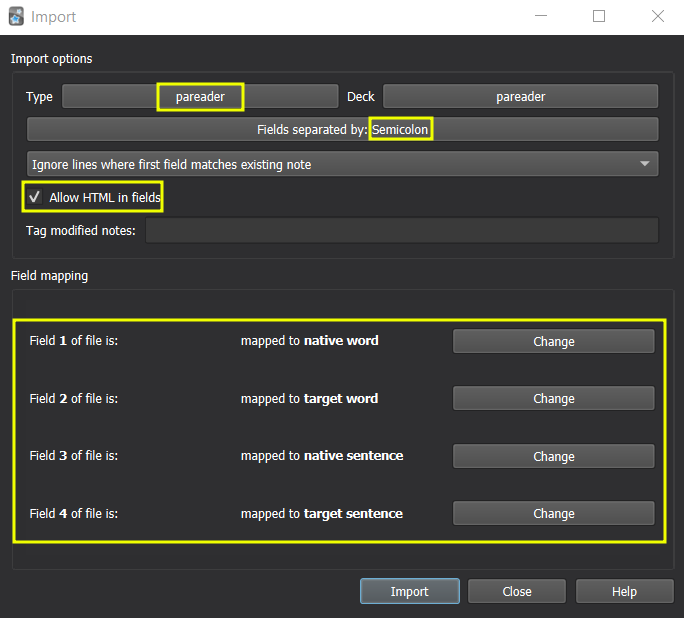 Import
Import options
Type pareader Deck pareader
Fields separated by: Semicolon
Ignore lines where first field matches existing note
Allow HTML in fields
Tag modified notes:
Field mapping
Field 1 of file is: mapped to native word Change
Field 2 of file is: mapped to target word Change
Field 3 of file is: mapped to native sentence Change
Field 4 of file is: mapped to target sentence Change
Import Close Help